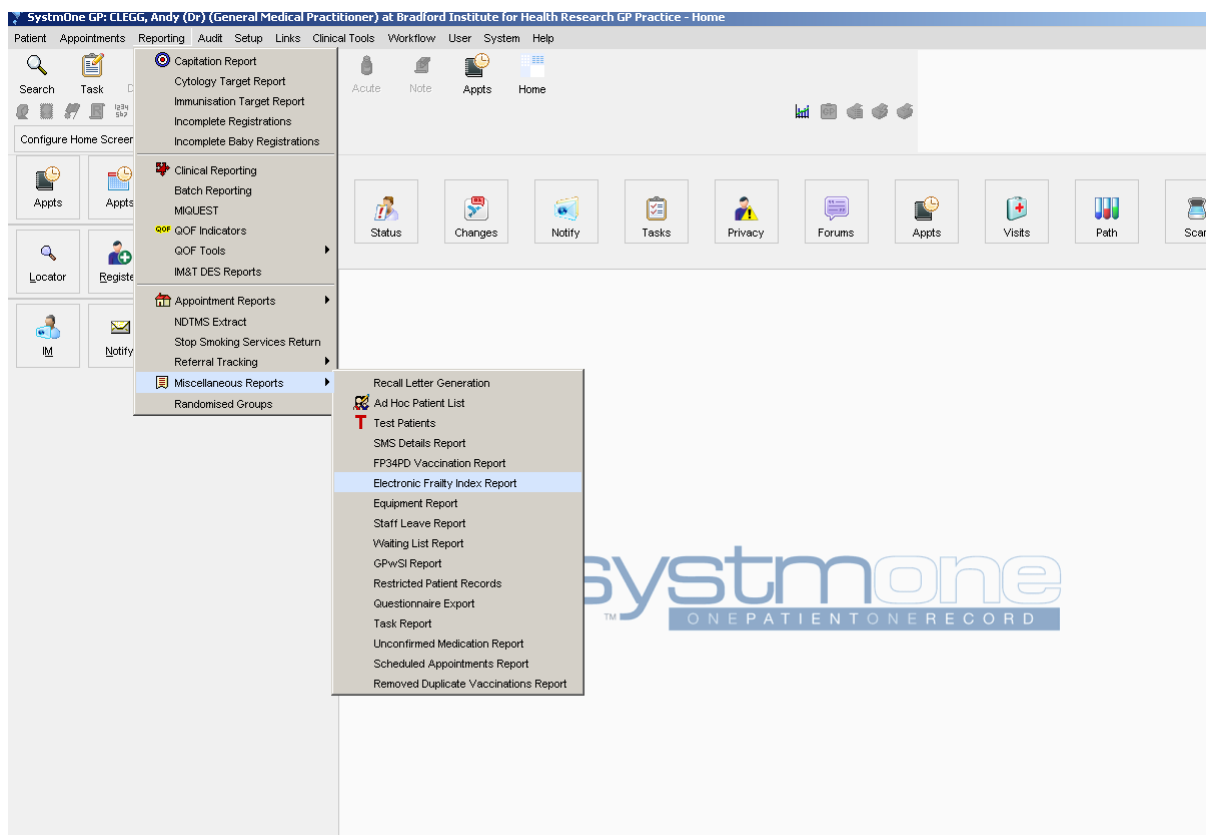 SystmOne GP: CLEGG, Andy (Dr) (General Medical Practitioner) at Bradford Institute for Health Research GP Practice - Home
Patient Appointments Reporting Audit Setup Links Clinical Tools Workflow User System Help
Search Task Acute Note Appts Home
Configure Home Screen
Appts Appts
Locator Registe
IM Notify
Capitation Report
Cytology Target Report
Immunisation Target Report
Incomplete Registrations
Incomplete Baby Registrations
Clinical Reporting
Batch Reporting
MIQUEST
QOF QOF Indicators
QOF Tools
IM&T DES Reports
Appointment Reports
NDTMS Extract
Stop Smoking Services Return
Referral Tracking
Miscellaneous Reports
Randomised Groups
Status Changes Notify Tasks Privacy Forums Appts Visits Path Scan
Recall Letter Generation
Ad Hoc Patient List
T Test Patients
SMS Details Report
FP34PD Vaccination Report
Electronic Frailty Index Report
Equipment Report
Staff Leave Report
Waiting List Report
GPwSI Report
Restricted Patient Records
Questionnaire Export
Task Report
Unconfirmed Medication Report
Scheduled Appointments Report
Removed Duplicate Vaccinations Report
systmone
TM ONEPATIENTONERECORD